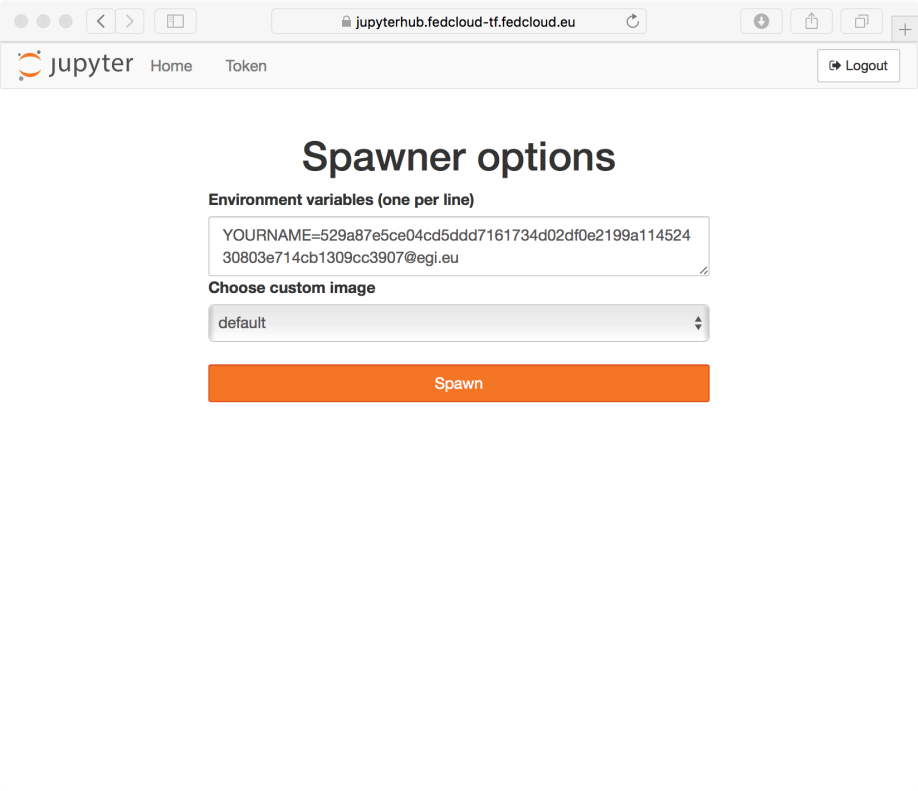 jupyterhub.fedcloud-tf.fedcloud.eu
jupyter Home Token Logout
Spawner options
Environment variables (one per line)
YOURNAME=529a87e5ce04cd5ddd7161734d02df0e2199a114524
30803e714cb1309cc3907@egi.eu
Choose custom image
default
Spawn